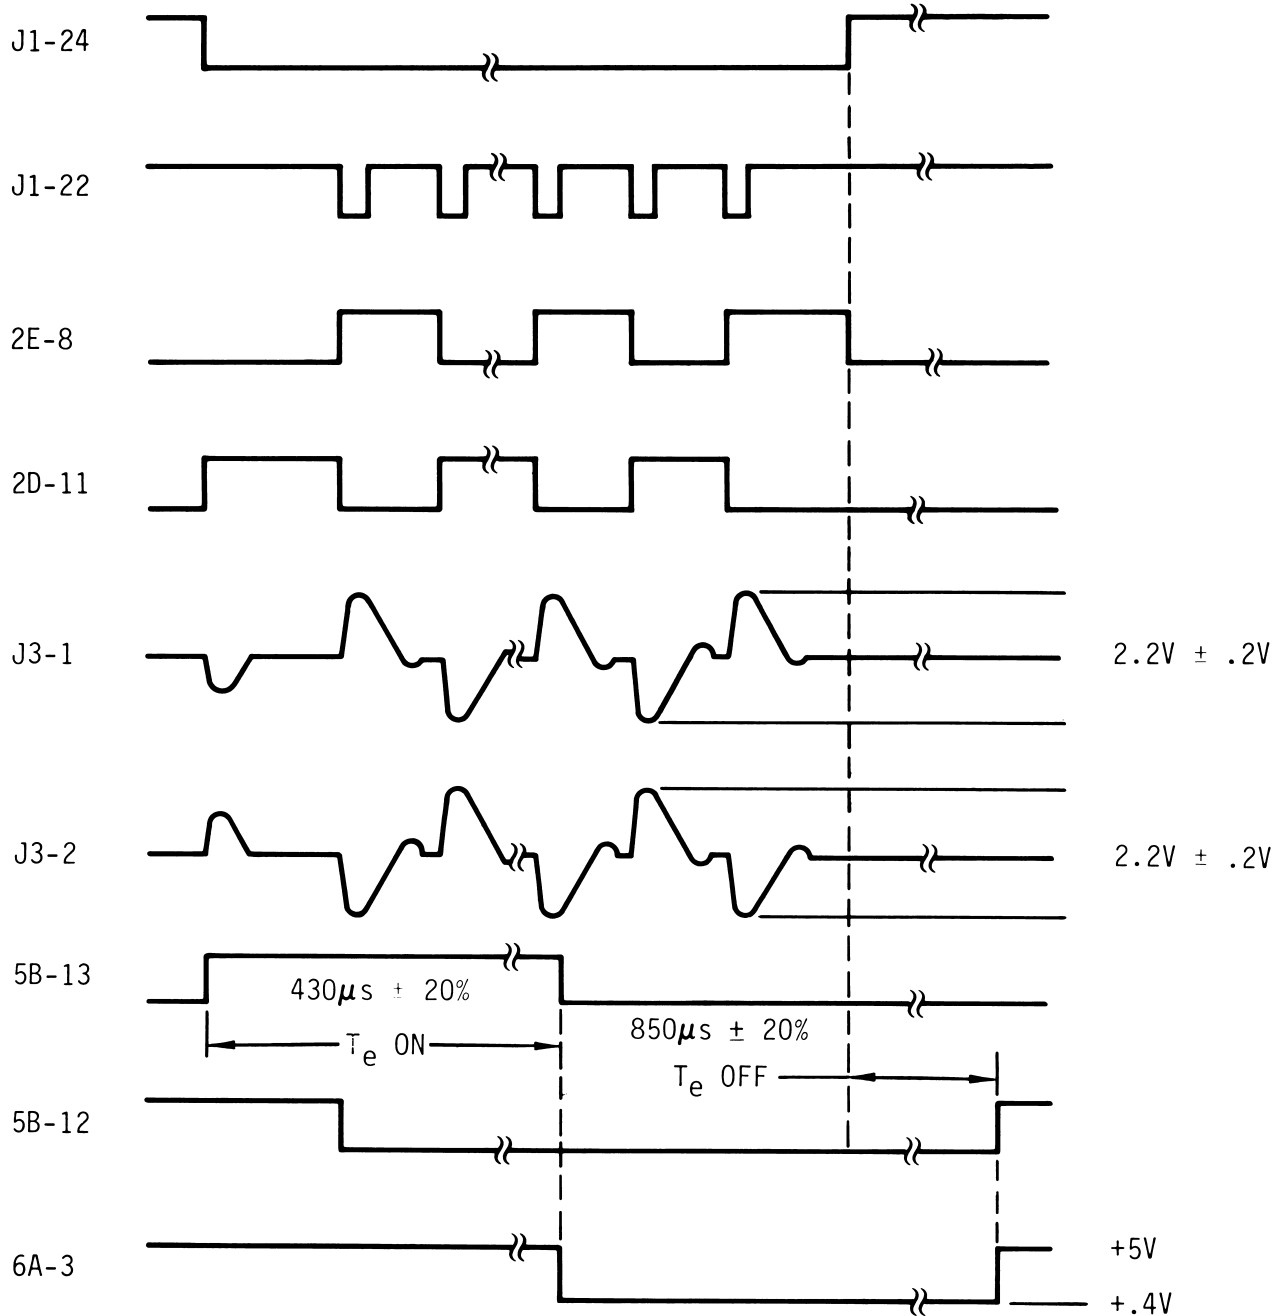 J1-24
J1-22
2E-8
2D-11
J3-1
2.2V ± .2V
J3-2
2.2V ± .2V
5B-13
430μs ± 20%
850μs ± 20%
Te ON
Te OFF
5B-12
6A-3
+5V
+.4V